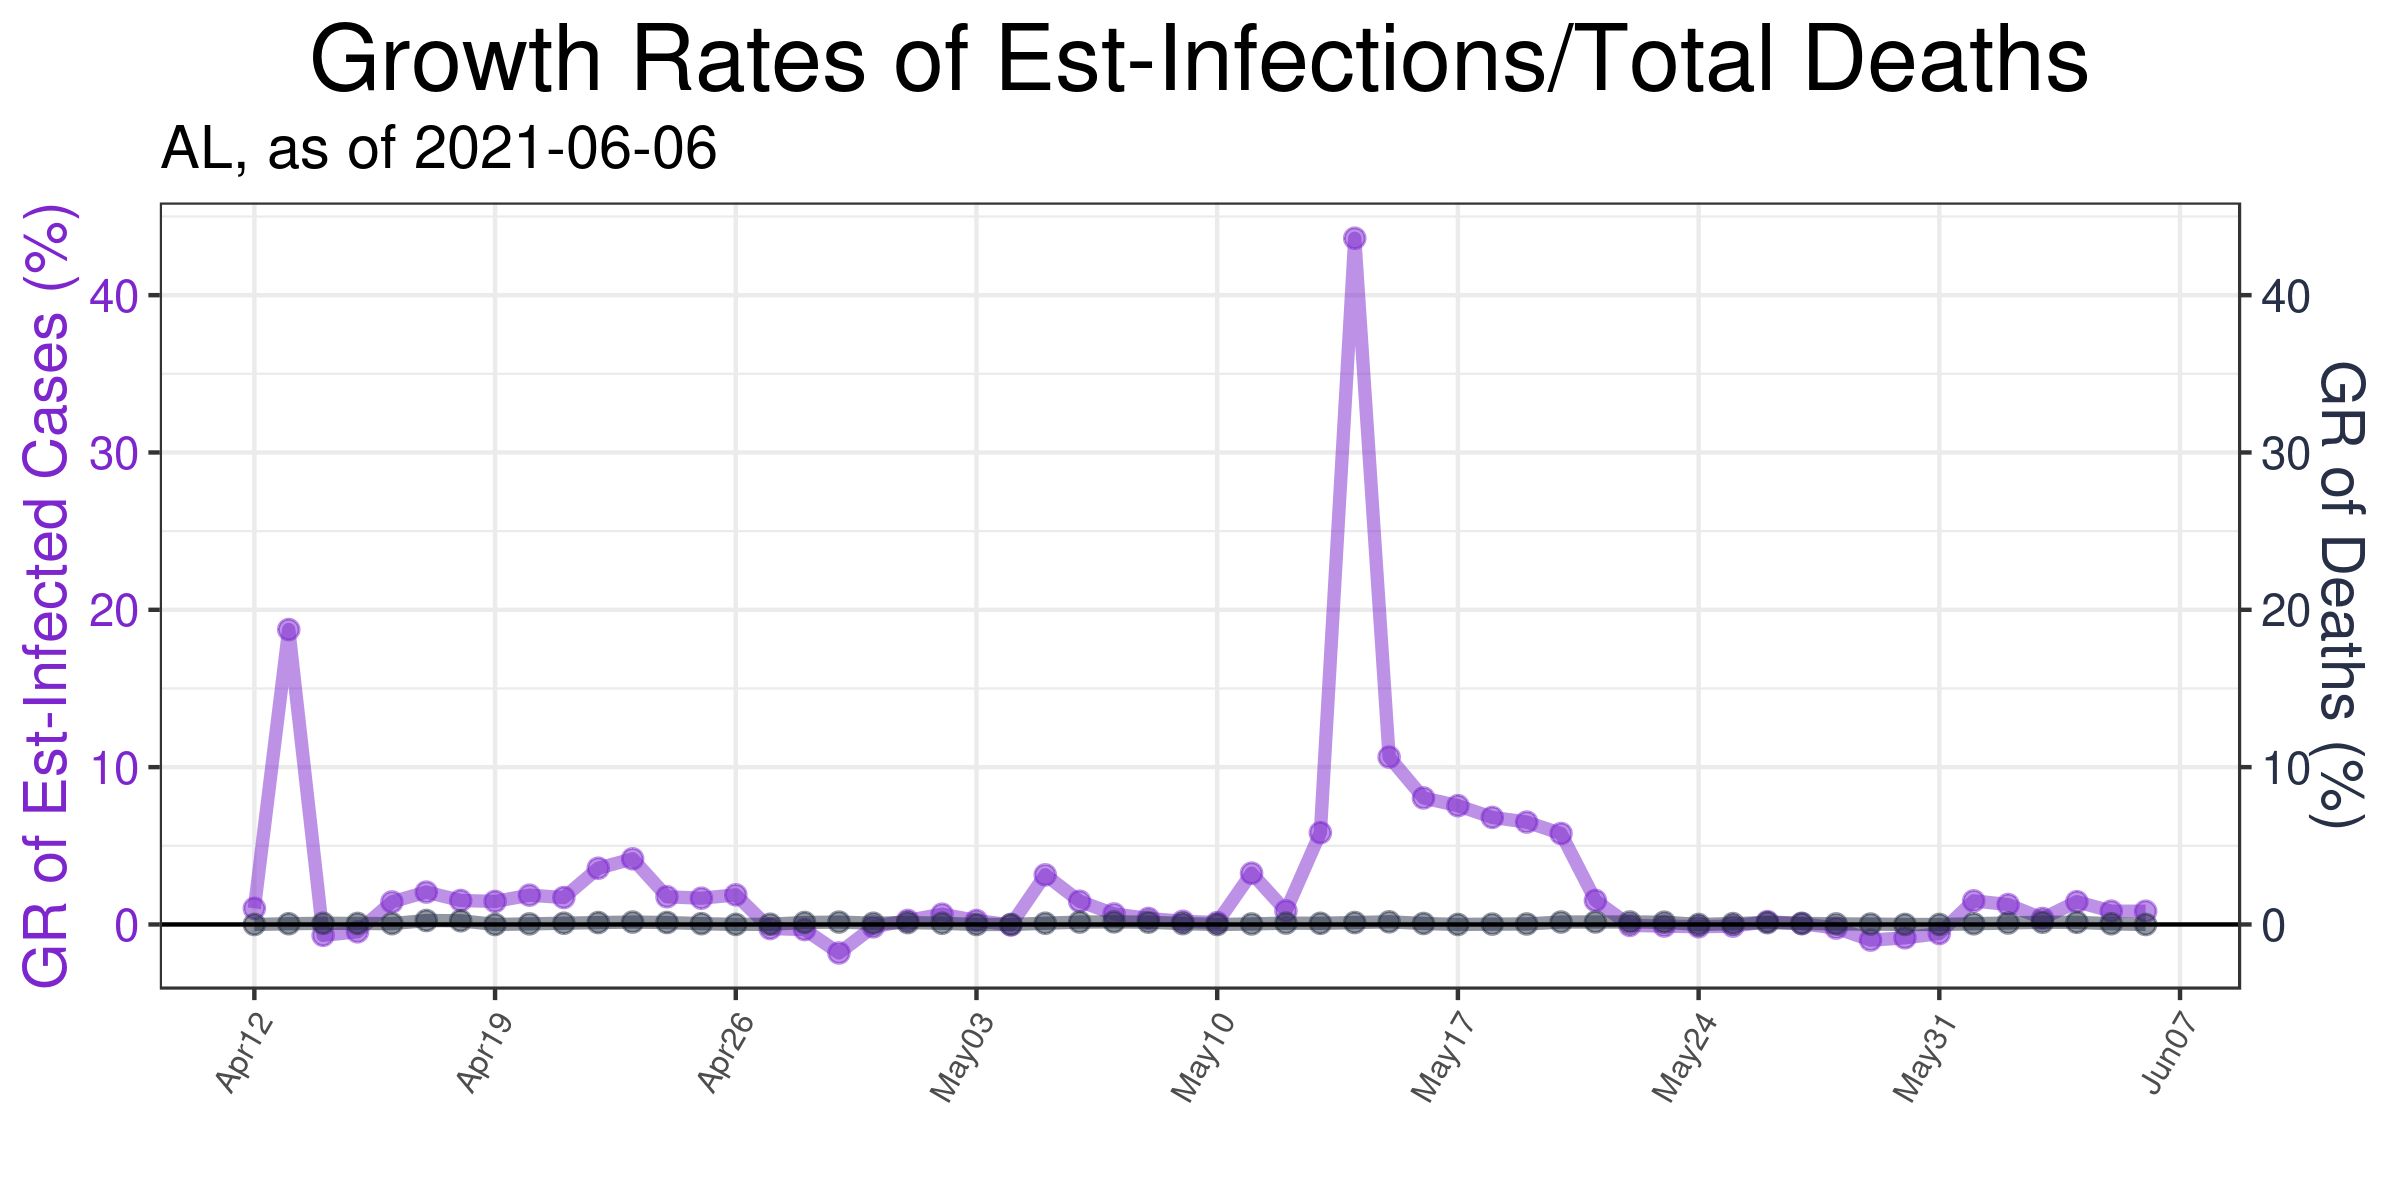 Growth Rates of Est-Infections/Total Deaths
AL, as of 2021-06-06
GR of Est-Infected Cases (%)
40
30
20
10
0
40
30
20
10
0
GR of Deaths (%)
Apr12
Apr19
Apr26
May03
May10
May17
May24
May31
Jun07